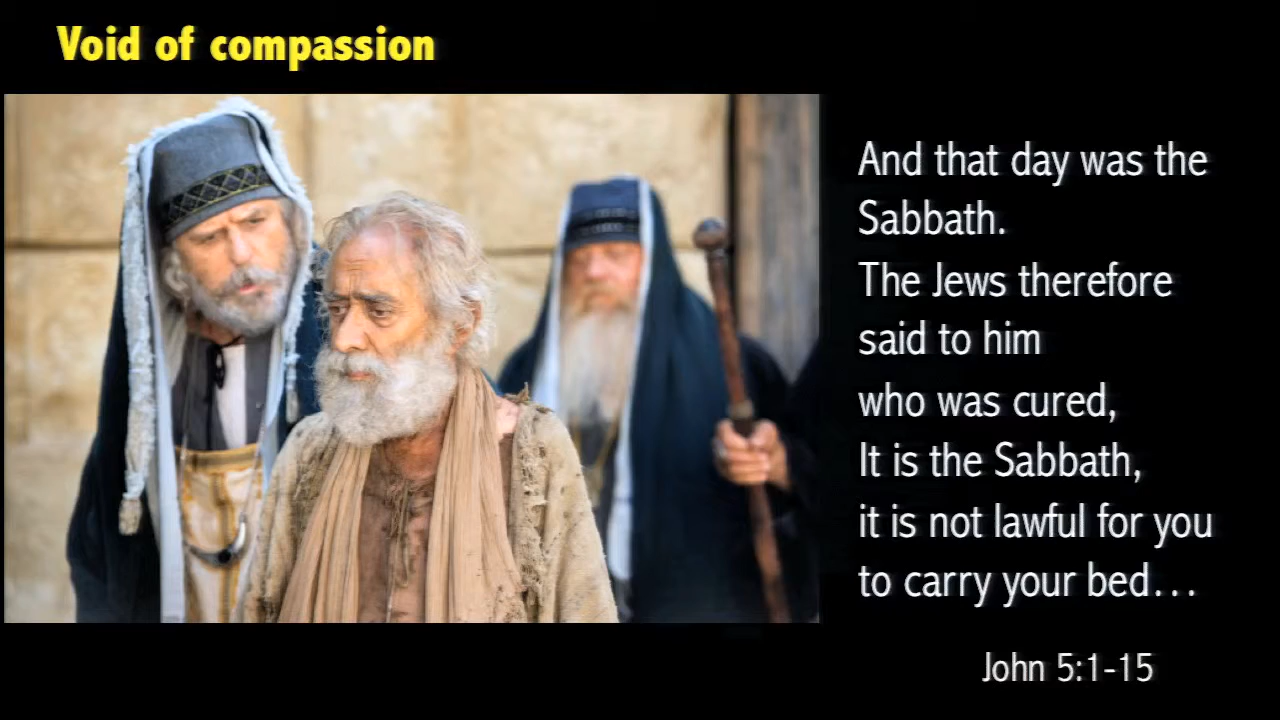 Void of compassion
And that day was the
Sabbath.
The Jews therefore
said to him
who was cured,
It is the Sabbath,
it is not lawful for you
to carry your bed...
John 5:1-15